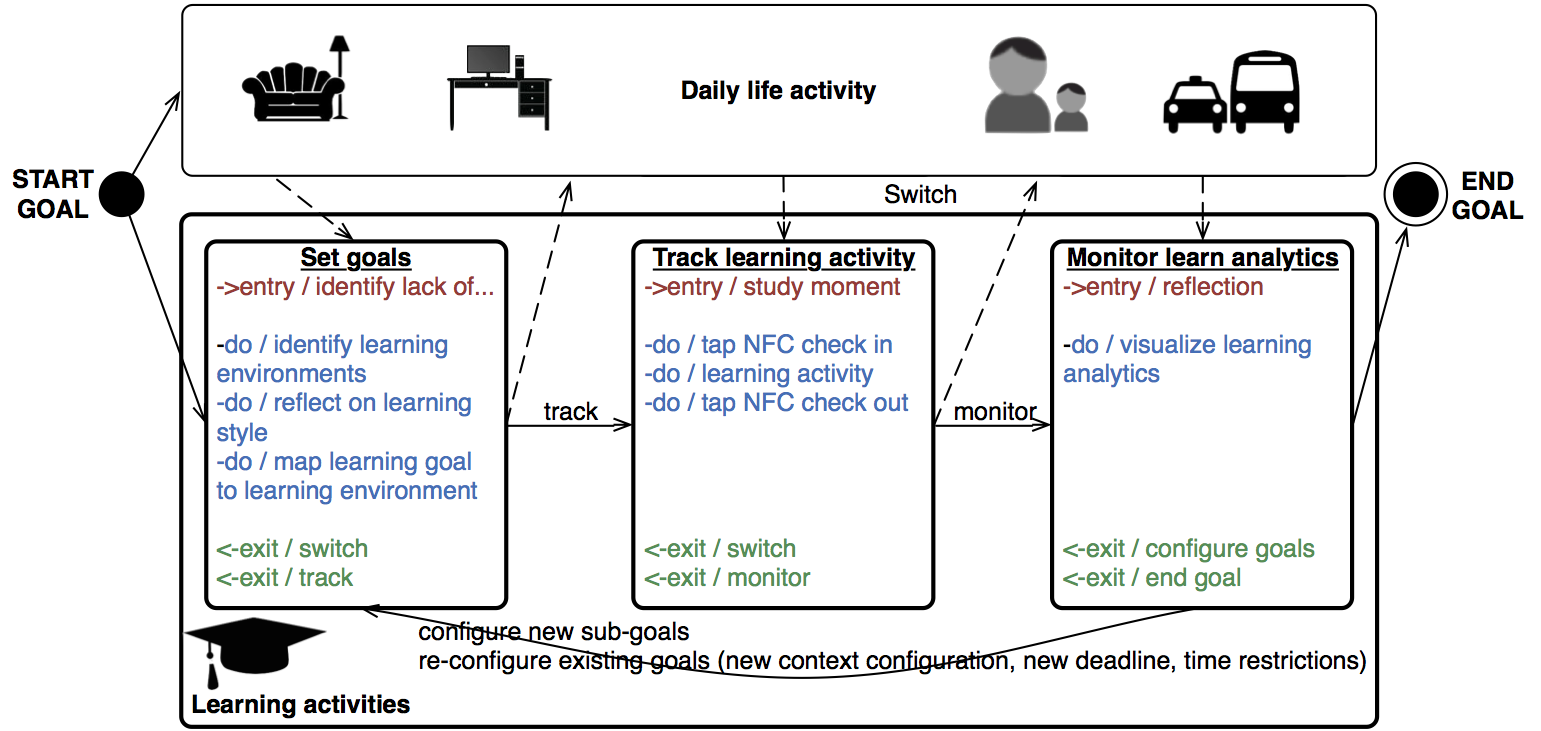 Daily life activity
START
GOAL
END
GOAL
Switch
Set goals
->entry / identify lack of...
-do / identify learning
environments
-do / reflect on learning
style
-do / map learning goal
to learning environment
<-exit / switch
<-exit / track
track
Track learning activity
->entry / study moment
-do / tap NFC check in
-do / learning activity
-do / tap NFC check out
<-exit / switch
<-exit / monitor
monitor
Monitor learn analytics
->entry / reflection
-do / visualize learning
analytics
<-exit / configure goals
<-exit / end goal
configure new sub-goals
re-configure existing goals (new context configuration, new deadline, time restrictions)
Learning activities